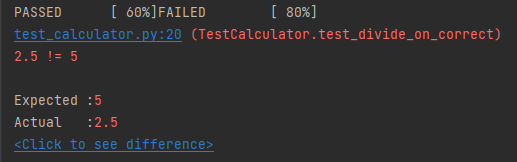 PASSED      [ 60%]FAILED        [ 80%]
test_calculator.py:20 (TestCalculator.test_divide_on_correct)
2.5 != 5
Expected :5
Actual   :2.5
<Click to see difference>